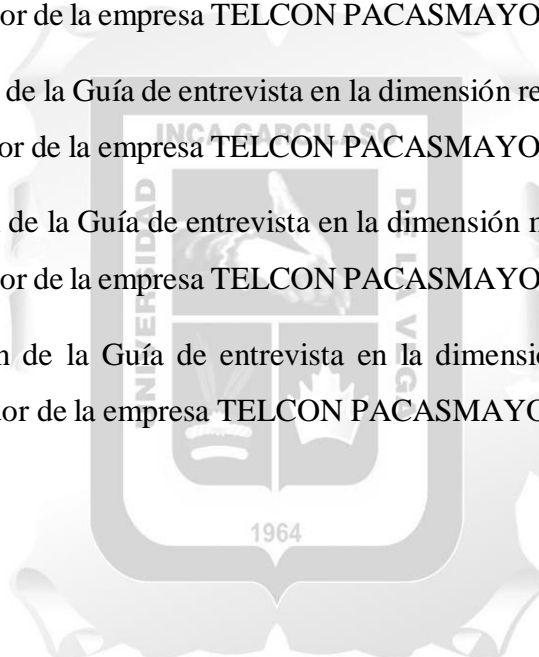 or de la empresa TELCON PACASMAYO
de la Guía de entrevista en la dimensión re
or de la empresa TELCON PACASMAYO
de la Guía de entrevista en la dimensión
or de la empresa TELCON PACASMAYO
n de la Guía de entrevista en la dimensi
or de la empresa TELCON PACASMAYO
INCA GARCILASO
UNIVERSIDAD
DE LA VEGA
1964